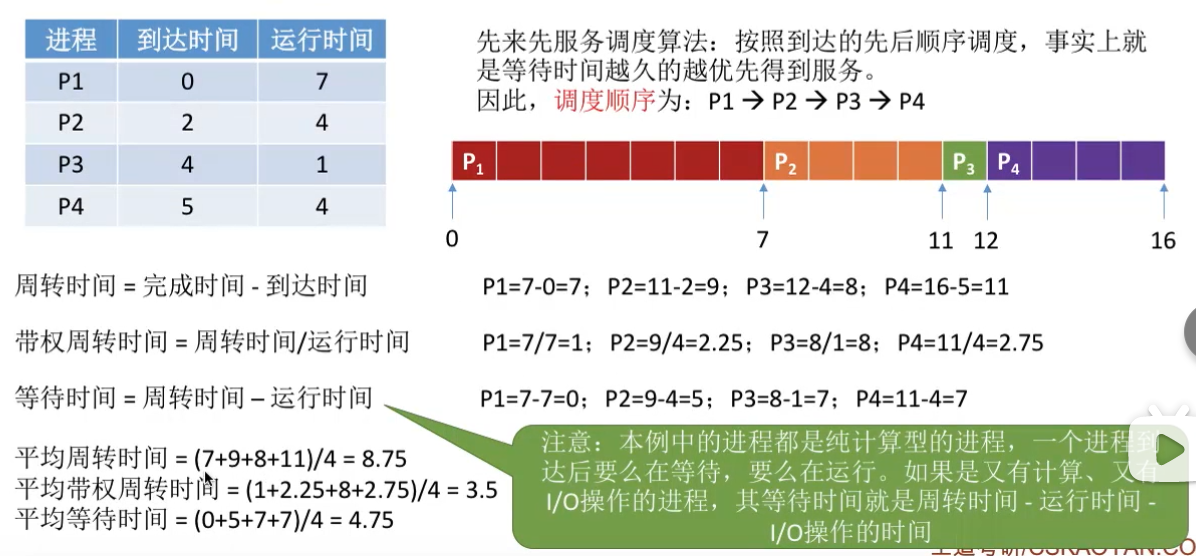 进程 到达时间 运行时间
P1 0 7
P2 2 4
P3 4 1
P4 5 4
先来先服务调度算法：按照到达的先后顺序调度，事实上就
是等待时间越久的越优先得到服务。
因此，调度顺序为：P1 → P2 → P3 → P4
P1 P2 P3 P4
0 7 11 12 16
周转时间 = 完成时间 - 到达时间
P1=7-0=7；P2=11-2=9；P3=12-4=8；P4=16-5=11
带权周转时间 = 周转时间/运行时间
P1=7/7=1；P2=9/4=2.25；P3=8/1=8；P4=11/4=2.75
等待时间 = 周转时间 – 运行时间
P1=7-7=0；P2=9-4=5；P3=8-1=7；P4=11-4=7
平均周转时间 = (7+9+8+11)/4 = 8.75
平均带权周转时间 = (1+2.25+8+2.75)/4 = 3.5
平均等待时间 = (0+5+7+7)/4 = 4.75
注意：本例中的进程都是纯计算型的进程，一个进程到
达后要么在等待，要么在运行。如果是又有计算、又有
I/O操作的进程，其等待时间就是周转时间 - 运行时间 -
I/O操作的时间